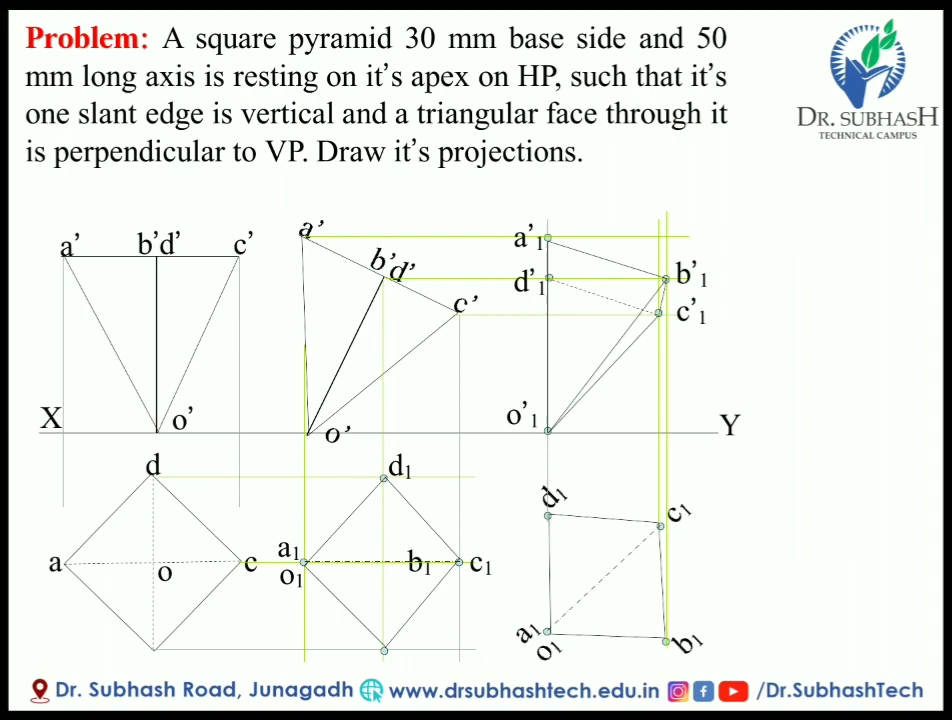 Problem: A square pyramid 30 mm base side and 50
mm long axis is resting on it’s apex on HP, such that it’s
one slant edge is vertical and a triangular face through it
is perpendicular to VP. Draw it’s projections.
DR. SUBHASH
TECHNICAL CAMPUS
a’ b’d’ c’
X o’
d
a o c
a’
b’d’
c’
o’
d₁
a₁ b₁ c₁
o₁
a’₁
d’₁ b’₁
c’₁
o’₁ Y
d₁ c₁
a₁ b₁
o₁
Dr. Subhash Road, Junagadh www.drsubhashtech.edu.in f /Dr.SubhashTech